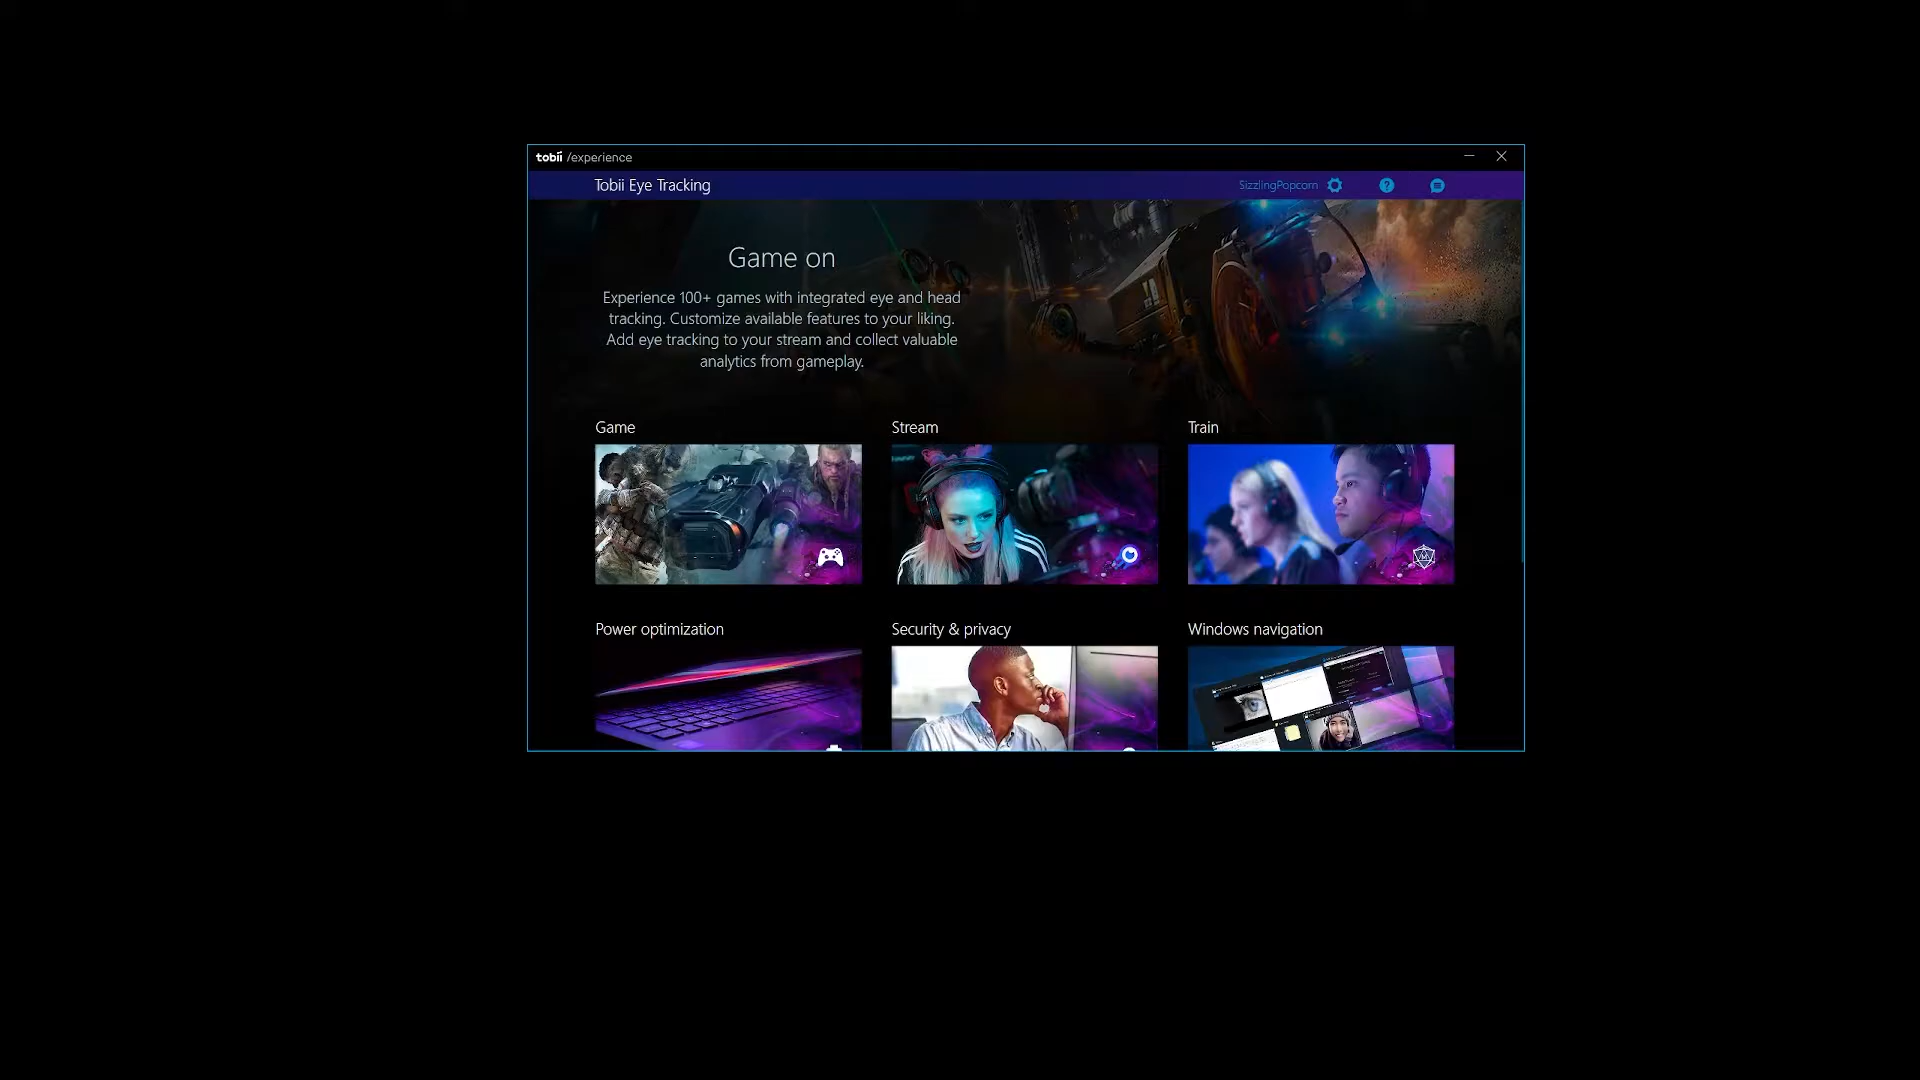 tobii /experience
Tobii Eye Tracking
SizzlingPopcorn
?
Game on
Experience 100+ games with integrated eye and head
tracking. Customize available features to your liking.
Add eye tracking to your stream and collect valuable
analytics from gameplay.
Game
Stream
Train
Power optimization
Security & privacy
Windows navigation